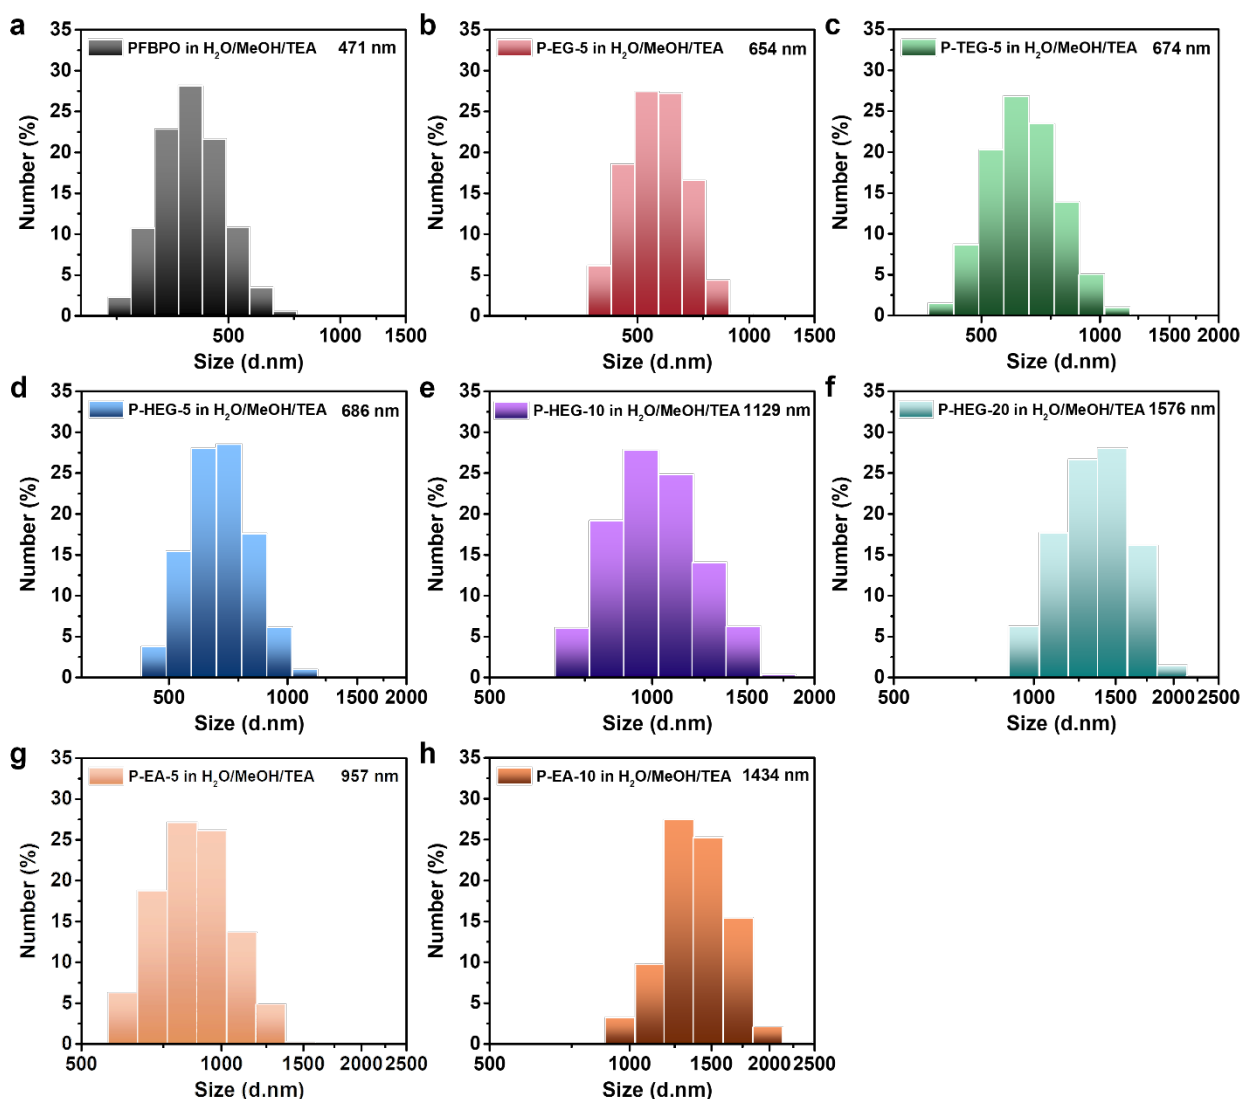 a
35
30
25
20
15
10
5
0
Number (%)
PFBPO in H₂O/MeOH/TEA 471 nm
500 1000 1500
Size (d.nm)
b
35
30
25
20
15
10
5
0
Number (%)
P-EG-5 in H₂O/MeOH/TEA 654 nm
500 1000 1500
Size (d.nm)
c
35
30
25
20
15
10
5
0
Number (%)
P-TEG-5 in H₂O/MeOH/TEA 674 nm
500 1000 1500 2000
Size (d.nm)
d
35
30
25
20
15
10
5
0
Number (%)
P-HEG-5 in H₂O/MeOH/TEA 686 nm
500 1000 1500 2000
Size (d.nm)
e
35
30
25
20
15
10
5
0
Number (%)
P-HEG-10 in H₂O/MeOH/TEA 1129 nm
500 1000 1500 2000
Size (d.nm)
f
35
30
25
20
15
10
5
0
Number (%)
P-HEG-20 in H₂O/MeOH/TEA 1576 nm
500 1000 1500 2000 2500
Size (d.nm)
g
35
30
25
20
15
10
5
0
Number (%)
P-EA-5 in H₂O/MeOH/TEA 957 nm
500 1000 1500 2000 2500
Size (d.nm)
h
35
30
25
20
15
10
5
0
Number (%)
P-EA-10 in H₂O/MeOH/TEA 1434 nm
500 1000 1500 2000 2500
Size (d.nm)